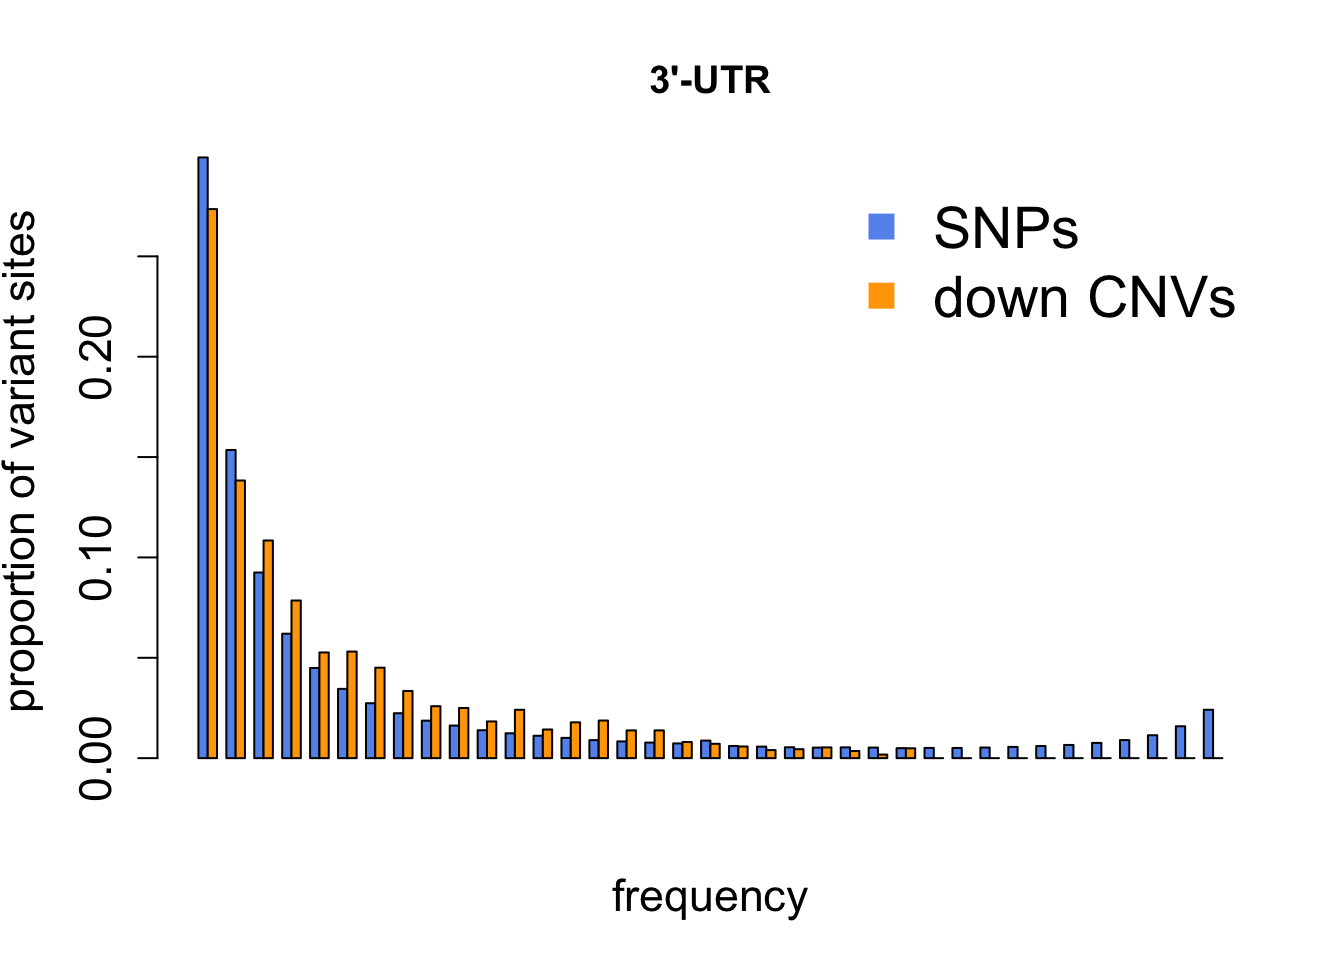 3'-UTR
SNPs
down CNVs
proportion of variant sites
0.20
0.10
0.00
frequency